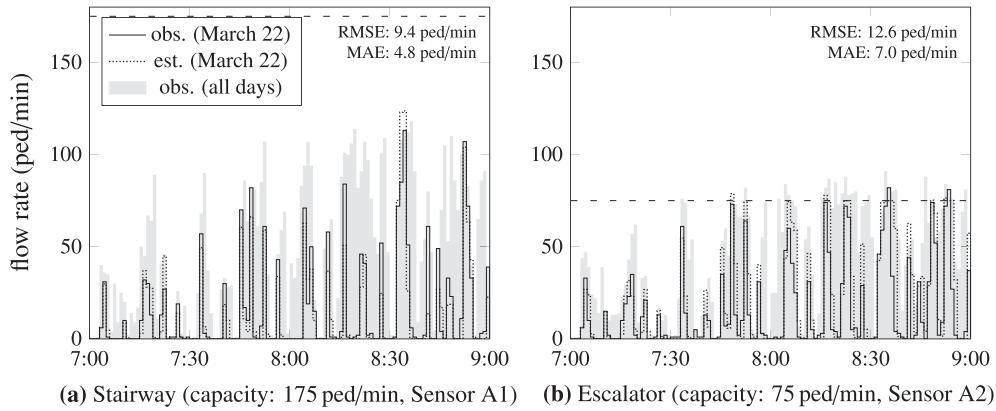 150
100
50
0
flow rate (ped/min)
obs. (March 22)
est. (March 22)
obs. (all days)
RMSE: 9.4 ped/min
MAE: 4.8 ped/min
7:00 7:30 8:00 8:30 9:00
(a) Stairway (capacity: 175 ped/min, Sensor A1)
150
100
50
0
RMSE: 12.6 ped/min
MAE: 7.0 ped/min
7:00 7:30 8:00 8:30 9:00
(b) Escalator (capacity: 75 ped/min, Sensor A2)